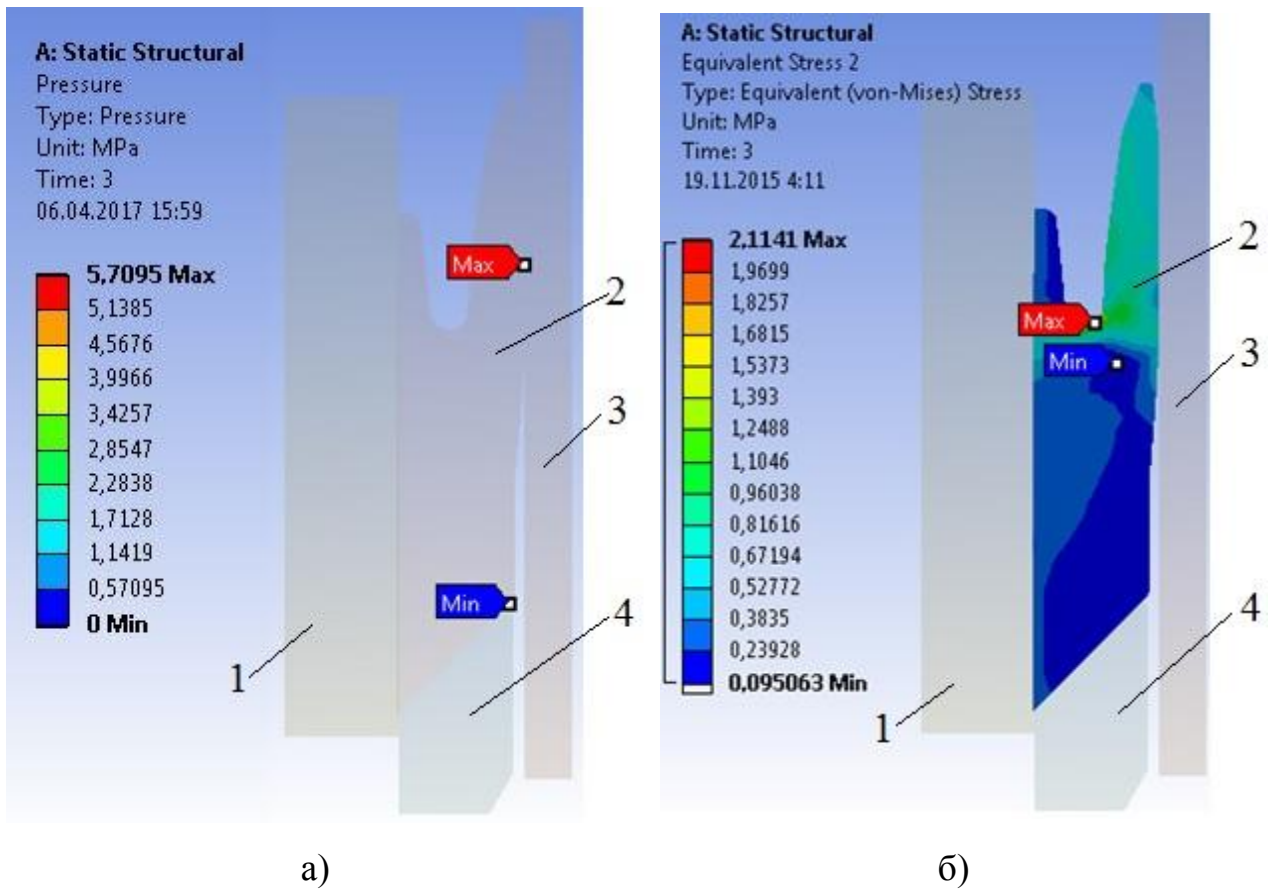 A: Static Structural
Pressure
Type: Pressure
Unit: MPa
Time: 3
06.04.2017 15:59
5,7095 Max
5,1385
4,5676
3,9966
3,4257
2,8547
2,2838
1,7128
1,1419
0,57095
0 Min
Max
Min
2
3
4
1
а)
A: Static Structural
Equivalent Stress 2
Type: Equivalent (von-Mises) Stress
Unit: MPa
Time: 3
19.11.2015 4:11
2,1141 Max
1,9699
1,8257
1,6815
1,5373
1,393
1,2488
1,1046
0,96038
0,81616
0,67194
0,52772
0,3835
0,23928
0,095063 Min
Max
Min
2
3
4
1
б)